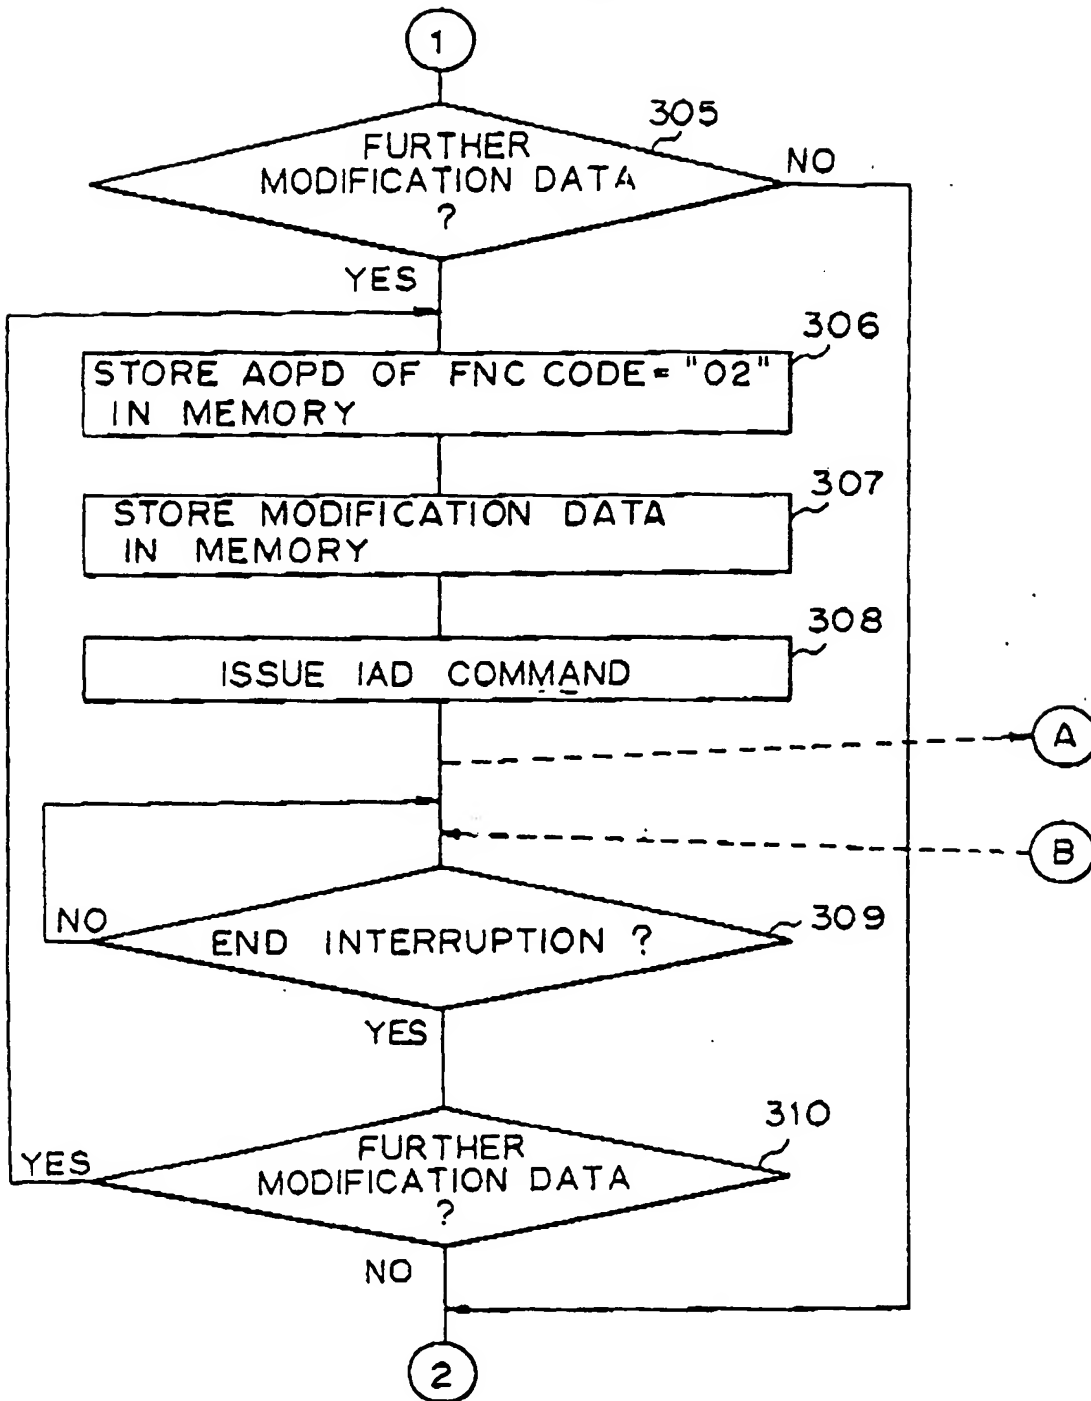 1
305
FURTHER
MODIFICATION DATA
?
NO
YES
306
STORE AOPD OF FNC CODE = "02"
IN MEMORY
307
STORE MODIFICATION DATA
IN MEMORY
308
ISSUE IAD COMMAND
A
B
NO
309
END INTERRUPTION ?
YES
310
YES
FURTHER
MODIFICATION DATA
?
NO
2